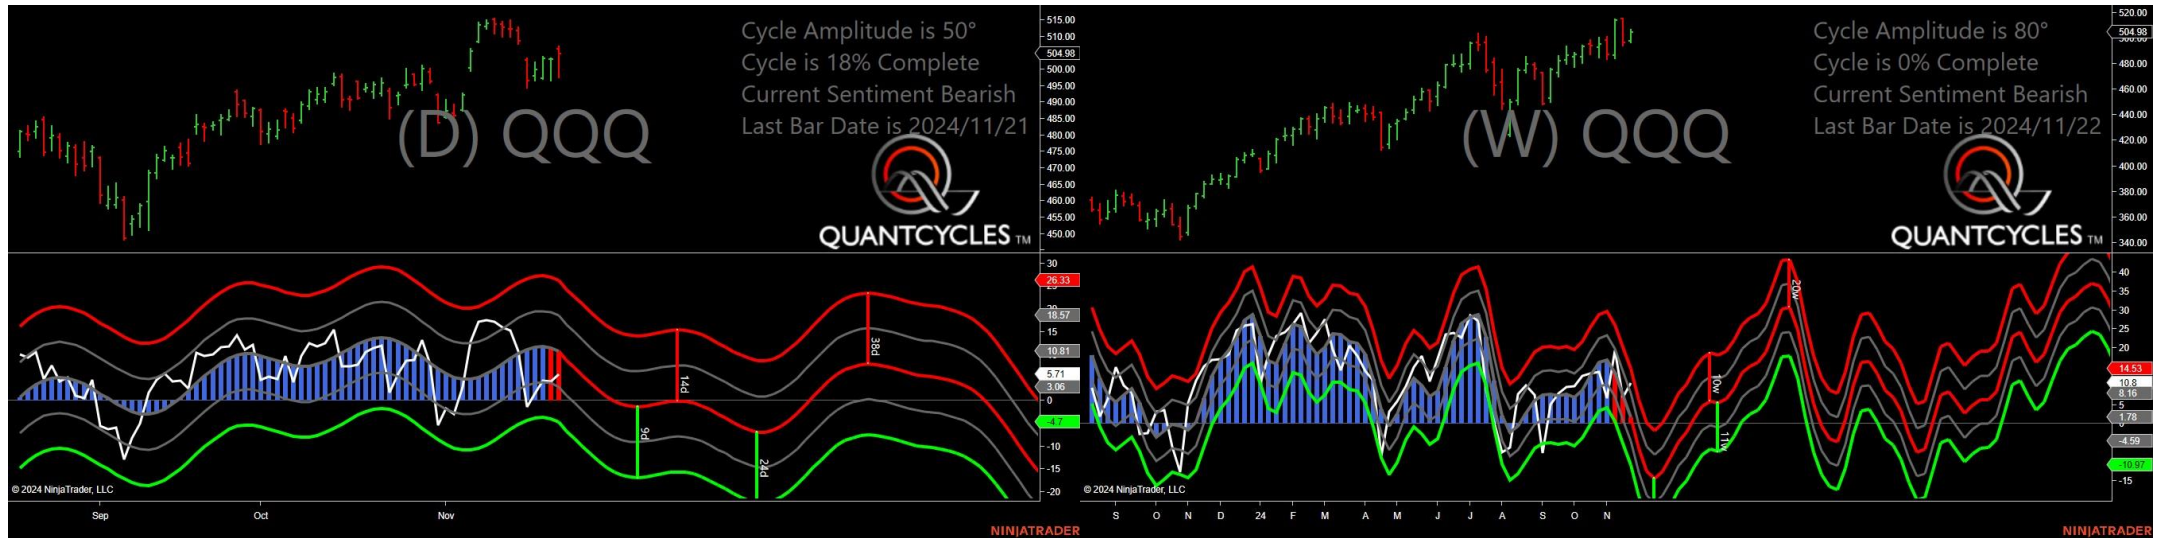 Cycle Amplitude is 50°
Cycle is 18% Complete
Current Sentiment Bearish
Last Bar Date is 2024/11/21
(D) QQQ
QUANTCYCLES TM
515.00
510.00
504.98
500.00
495.00
490.00
485.00
480.00
475.00
470.00
465.00
460.00
455.00
450.00
30
26.33
18.57
15
10.81
5.71
3.06
0
-4.7
-10
-15
-20
14d
9d
24d
38d
© 2024 NinjaTrader, LLC
Sep Oct Nov
NINJATRADER
Cycle Amplitude is 80°
Cycle is 0% Complete
Current Sentiment Bearish
Last Bar Date is 2024/11/22
(W) QQQ
QUANTCYCLES TM
520.00
504.98
480.00
460.00
440.00
420.00
400.00
380.00
360.00
340.00
40
35
30
25
20
14.53
10.8
8.16
5
1.78
-4.59
-10.97
-15
20w
10w
11w
© 2024 NinjaTrader, LLC
S O N D 24 F M A M J J A S O N
NINJATRADER